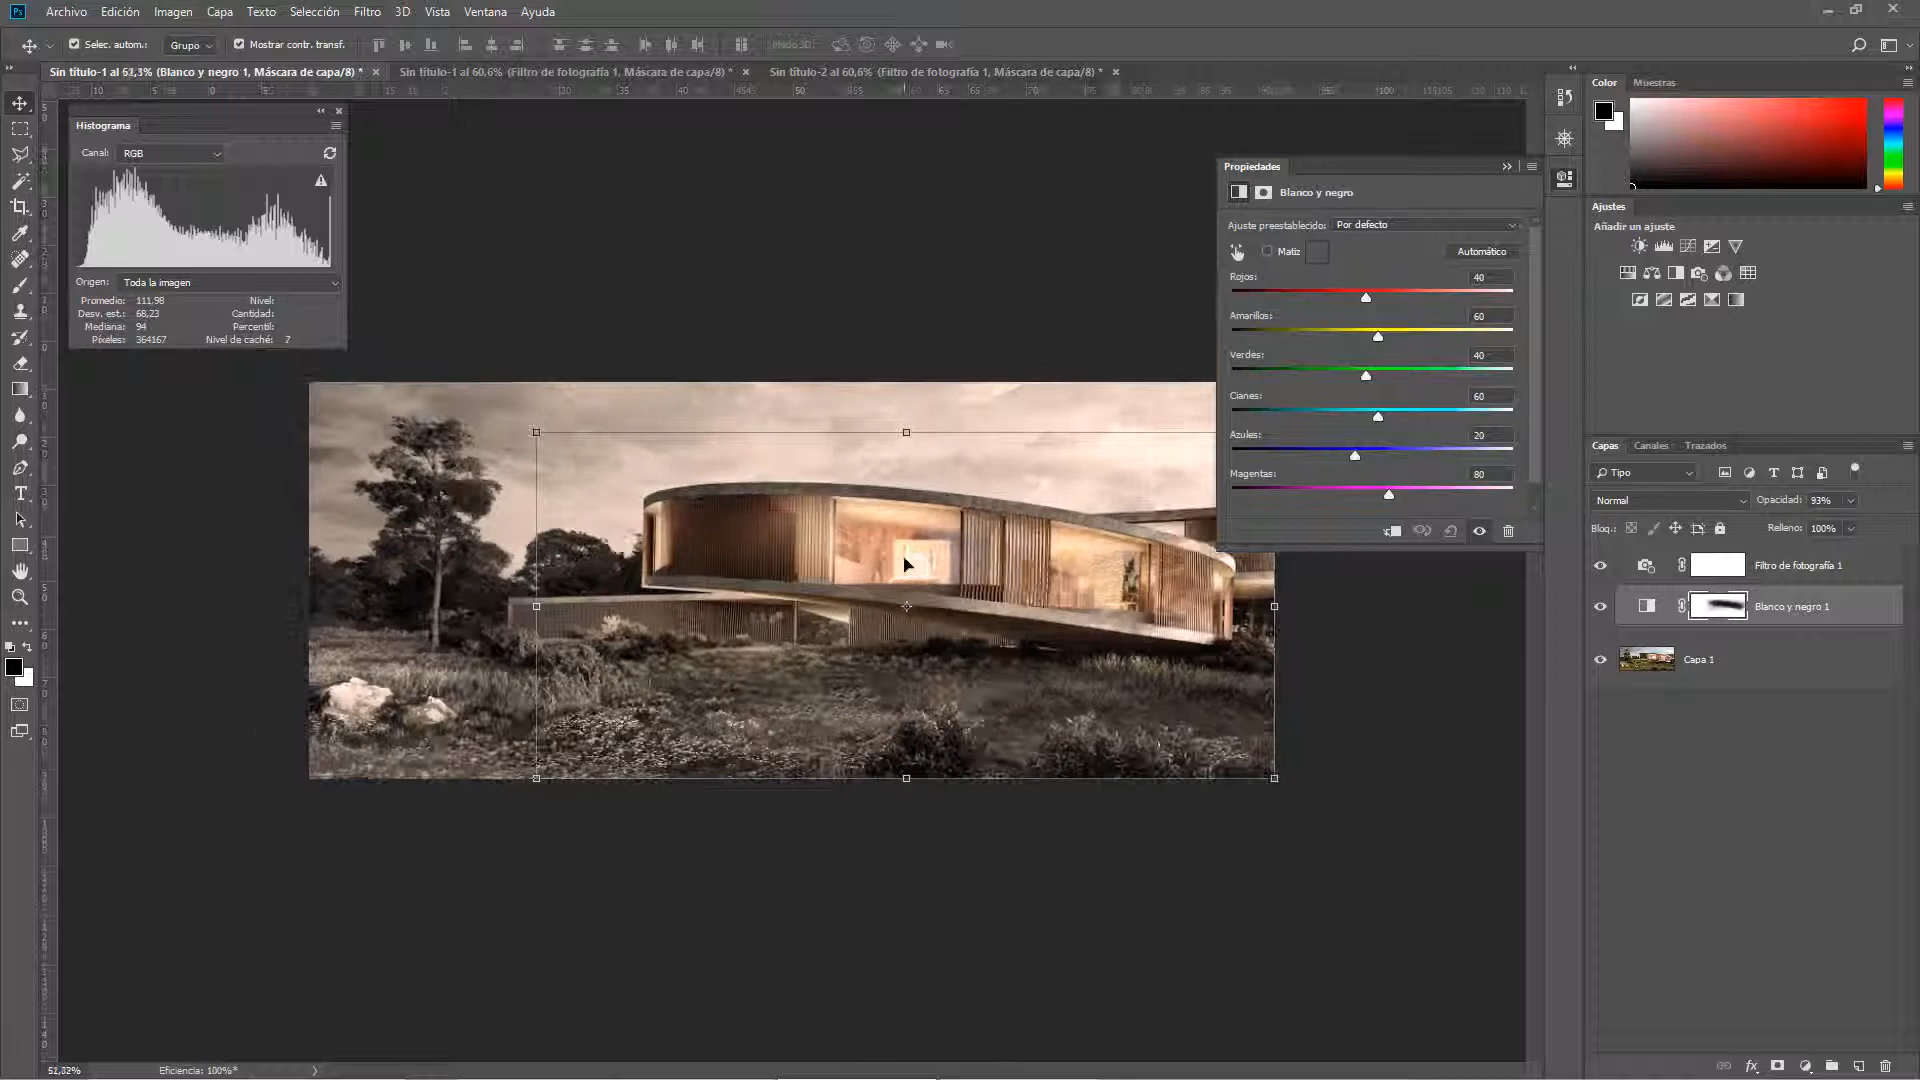 Ps Archivo Edición Imagen Capa Texto Selección Filtro 3D Vista Ventana Ayuda
Selec. autom.: Grupo Mostrar contr. transf. Modo 3D:
Sin título-1 al 61,3% (Blanco y negro 1, Máscara de capa/8) * Sin título-1 al 60,6% (Filtro de fotografía 1, Máscara de capa/8) * Sin título-2 al 60,6% (Filtro de fotografía 1, Máscara de capa/8) *
Histograma
Canal: RGB
Origen: Toda la imagen
Promedio: 111,98 Nivel:
Desv. est.: 68,23 Cantidad:
Mediana: 94 Percentil:
Píxeles: 364167 Nivel de caché: 7
Propiedades
Blanco y negro
Ajuste preestablecido: Por defecto
Matiz Automático
Rojos: 40
Amarillos: 60
Verdes: 40
Cianes: 60
Azules: 20
Magentas: 80
Color Muestras
Ajustes
Añadir un ajuste
Capas Canales Trazados
Tipo
Normal Opacidad: 93%
Bloq.: Relleno: 100%
Filtro de fotografía 1
Blanco y negro 1
Capa 1
fx
Eficiencia: 100%*